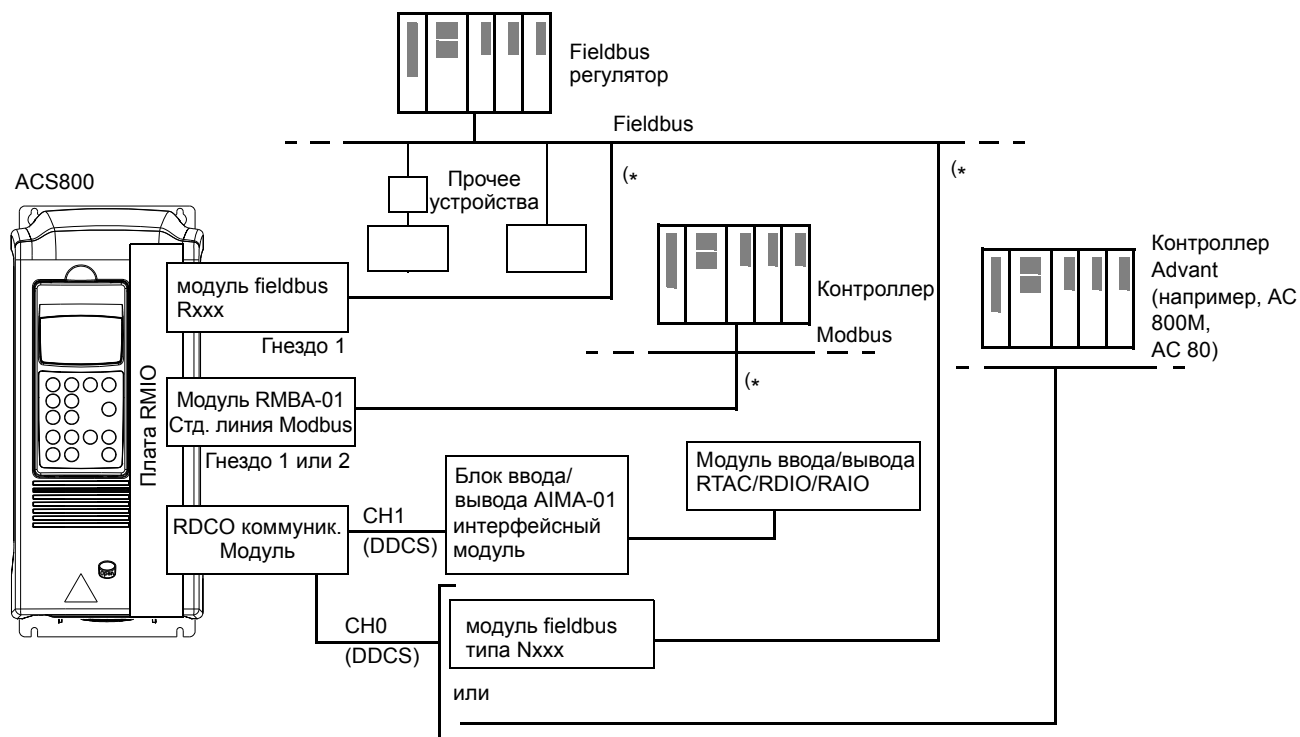 Fieldbus
регулятор
Fieldbus
(*
(*
Прочее
устройства
ACS800
Плата RMIO
модуль fieldbus
Rxxx
Гнездо 1
Контроллер
Modbus
(*
Контроллер
Advant
(например, AC
800M,
AC 80)
Модуль RMBA-01
Стд. линия Modbus
Гнездо 1 или 2
RDCO коммуник.
Модуль
CH1
(DDCS)
Блок ввода/
вывода AIMA-01
интерфейсный
модуль
Модуль ввода/вывода
RTAC/RDIO/RAIO
CH0
(DDCS)
модуль fieldbus
типа Nxxx
или